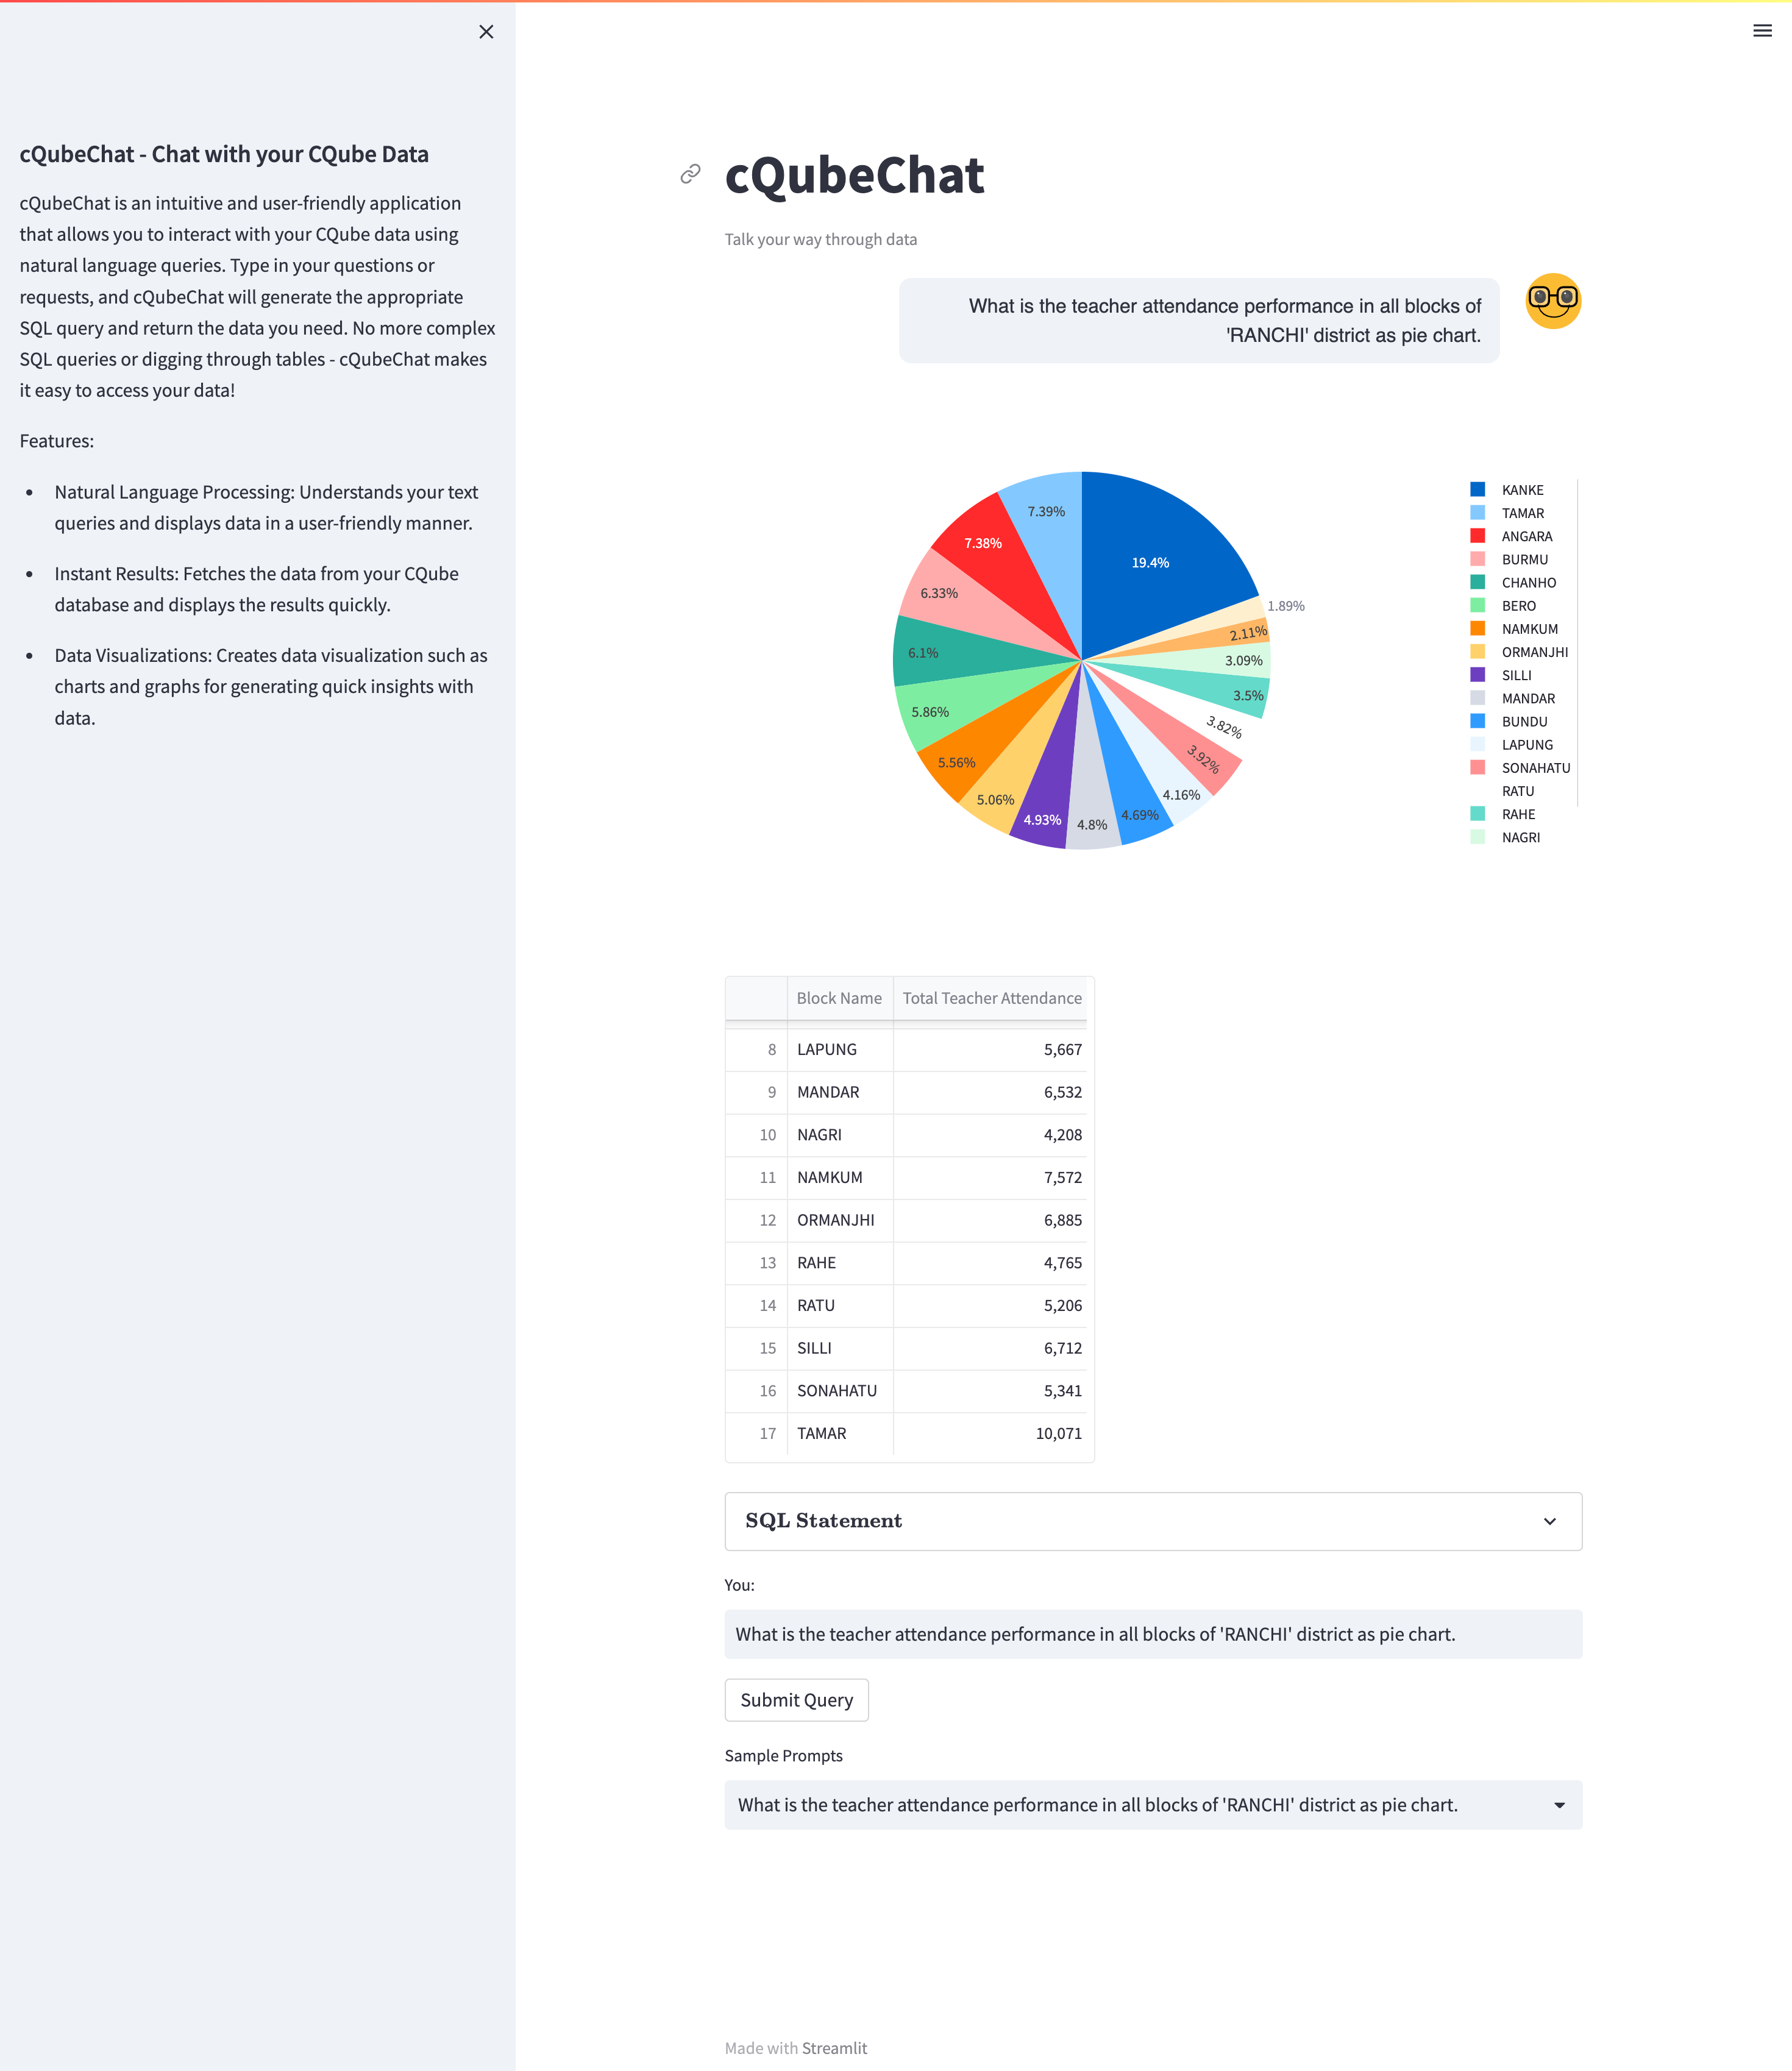 cQubeChat - Chat with your CQube Data
cQubeChat is an intuitive and user-friendly application
that allows you to interact with your CQube data using
natural language queries. Type in your questions or
requests, and cQubeChat will generate the appropriate
SQL query and return the data you need. No more complex
SQL queries or digging through tables - cQubeChat makes
it easy to access your data!
Features:
• Natural Language Processing: Understands your text
queries and displays data in a user-friendly manner.
• Instant Results: Fetches the data from your CQube
database and displays the results quickly.
• Data Visualizations: Creates data visualization such as
charts and graphs for generating quick insights with
data.
cQubeChat
Talk your way through data
What is the teacher attendance performance in all blocks of
'RANCHI' district as pie chart.
19.4%
1.89%
2.11%
3.09%
3.5%
3.82%
3.92%
4.16%
4.69%
4.8%
4.93%
5.06%
5.56%
5.86%
6.1%
6.33%
7.38%
7.39%
KANKE
TAMAR
ANGARA
BURMU
CHANHO
BERO
NAMKUM
ORMANJHI
SILLI
MANDAR
BUNDU
LAPUNG
SONAHATU
RATU
RAHE
NAGRI
Block Name Total Teacher Attendance
8 LAPUNG 5,667
9 MANDAR 6,532
10 NAGRI 4,208
11 NAMKUM 7,572
12 ORMANJHI 6,885
13 RAHE 4,765
14 RATU 5,206
15 SILLI 6,712
16 SONAHATU 5,341
17 TAMAR 10,071
SQL Statement
You:
What is the teacher attendance performance in all blocks of 'RANCHI' district as pie chart.
Submit Query
Sample Prompts
What is the teacher attendance performance in all blocks of 'RANCHI' district as pie chart.
Made with Streamlit